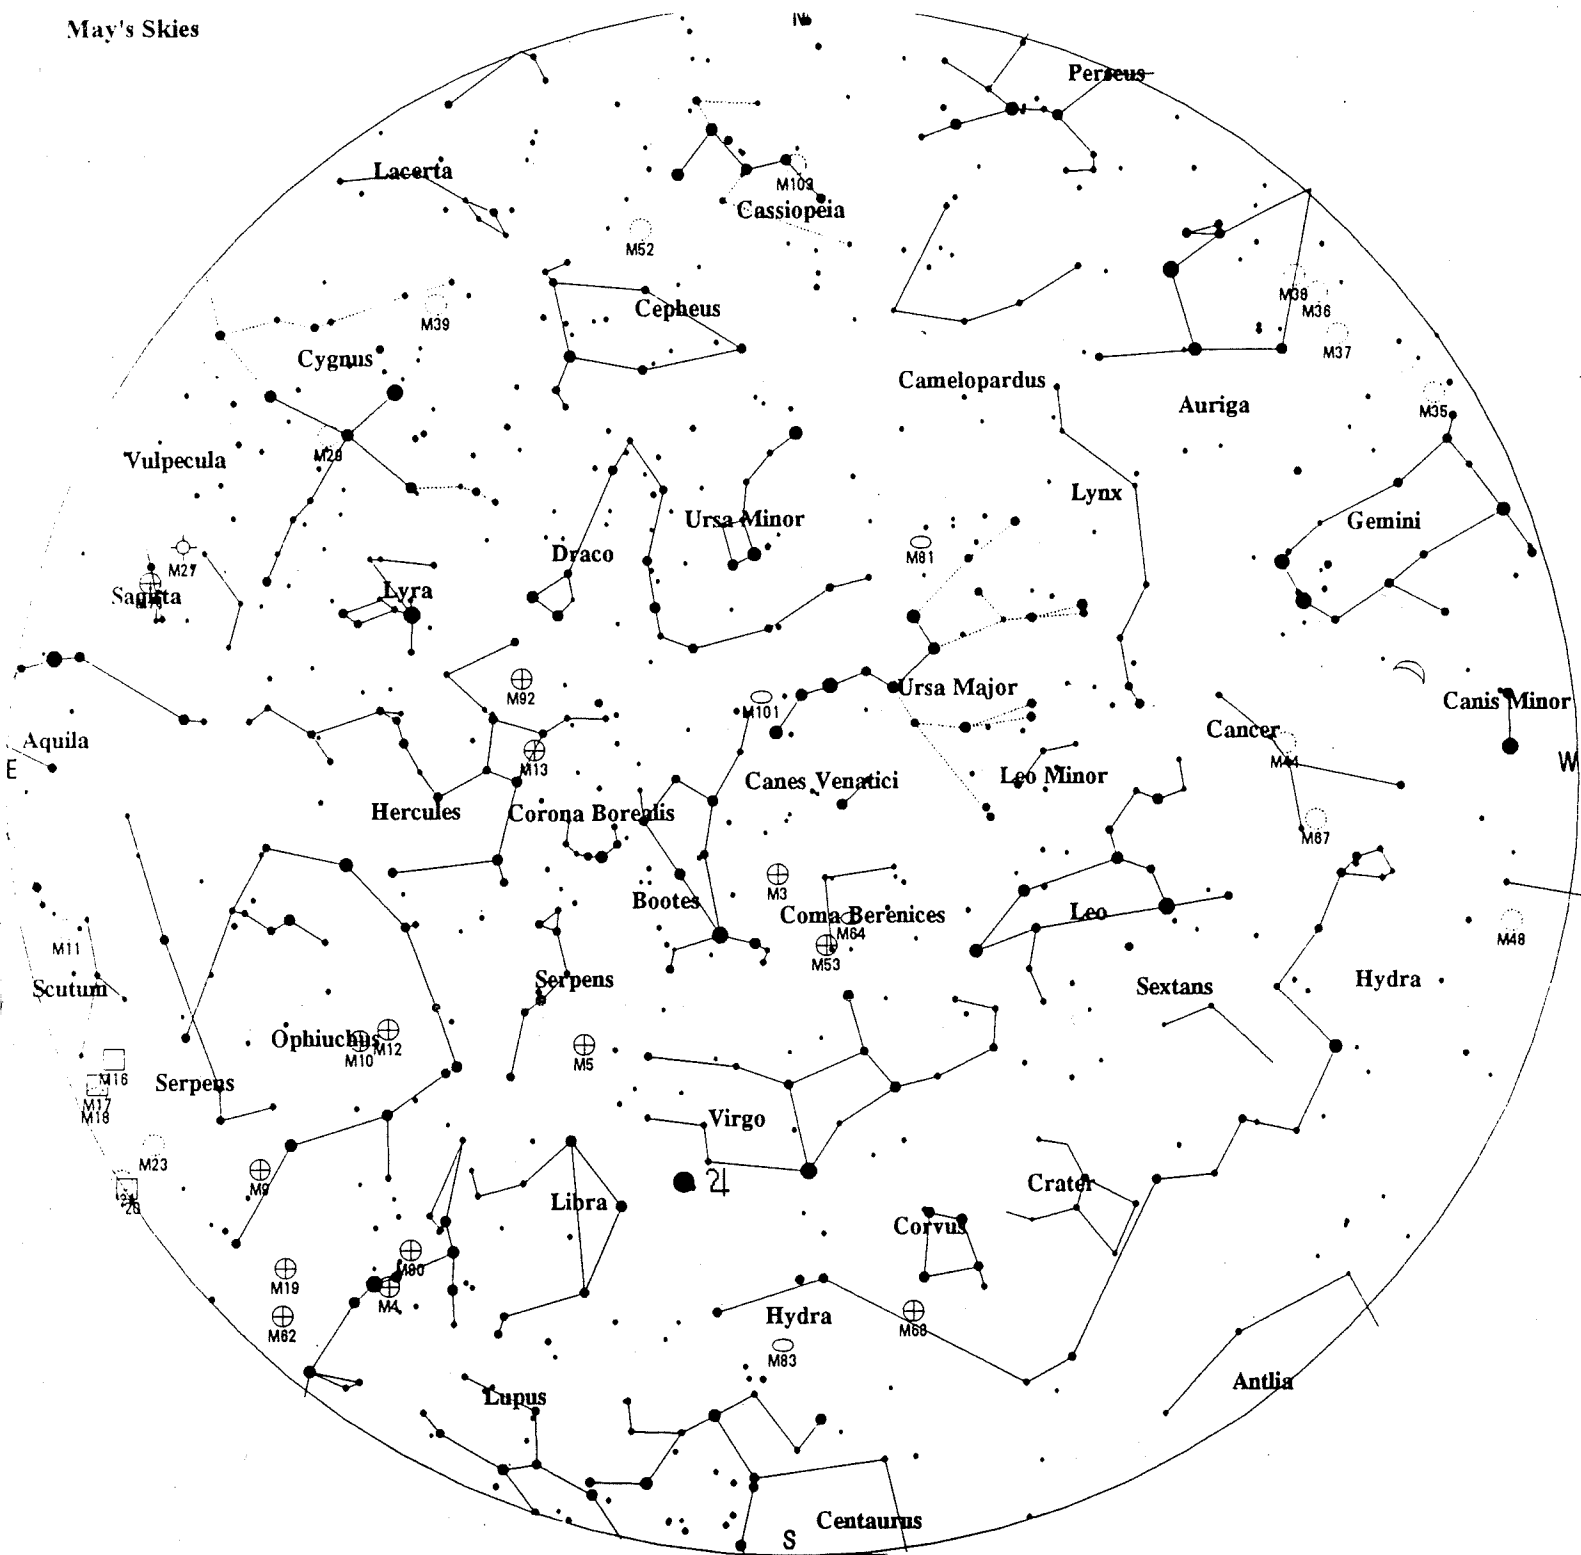 May's Skies
N
Perseus
Lacerta
M103
Cassiopeia
M52
M38
M36
Cepheus
M39
M37
Cygnus
Camelopardus
Auriga
M35
Vulpecula
M29
Lynx
Ursa Minor
Gemini
Draco
M81
M27
Sagitta
Lyra
M92
Ursa Major
M101
Canis Minor
Cancer
Aquila
E
M13
M44
W
Canes Venatici
Leo Minor
Hercules
Corona Borealis
M67
M3
Bootes
Coma Berenices
Leo
M64
M11
M48
M53
Scutum
Serpens
Sextans
Hydra
Ophiuchus
M10
M12
M5
M16
Serpens
M17
M18
Virgo
M23
M9
♃
Crater
Libra
20
Corvus
M80
M19
M4
M62
Hydra
M68
M83
Antlia
Lupus
Centaurus
S